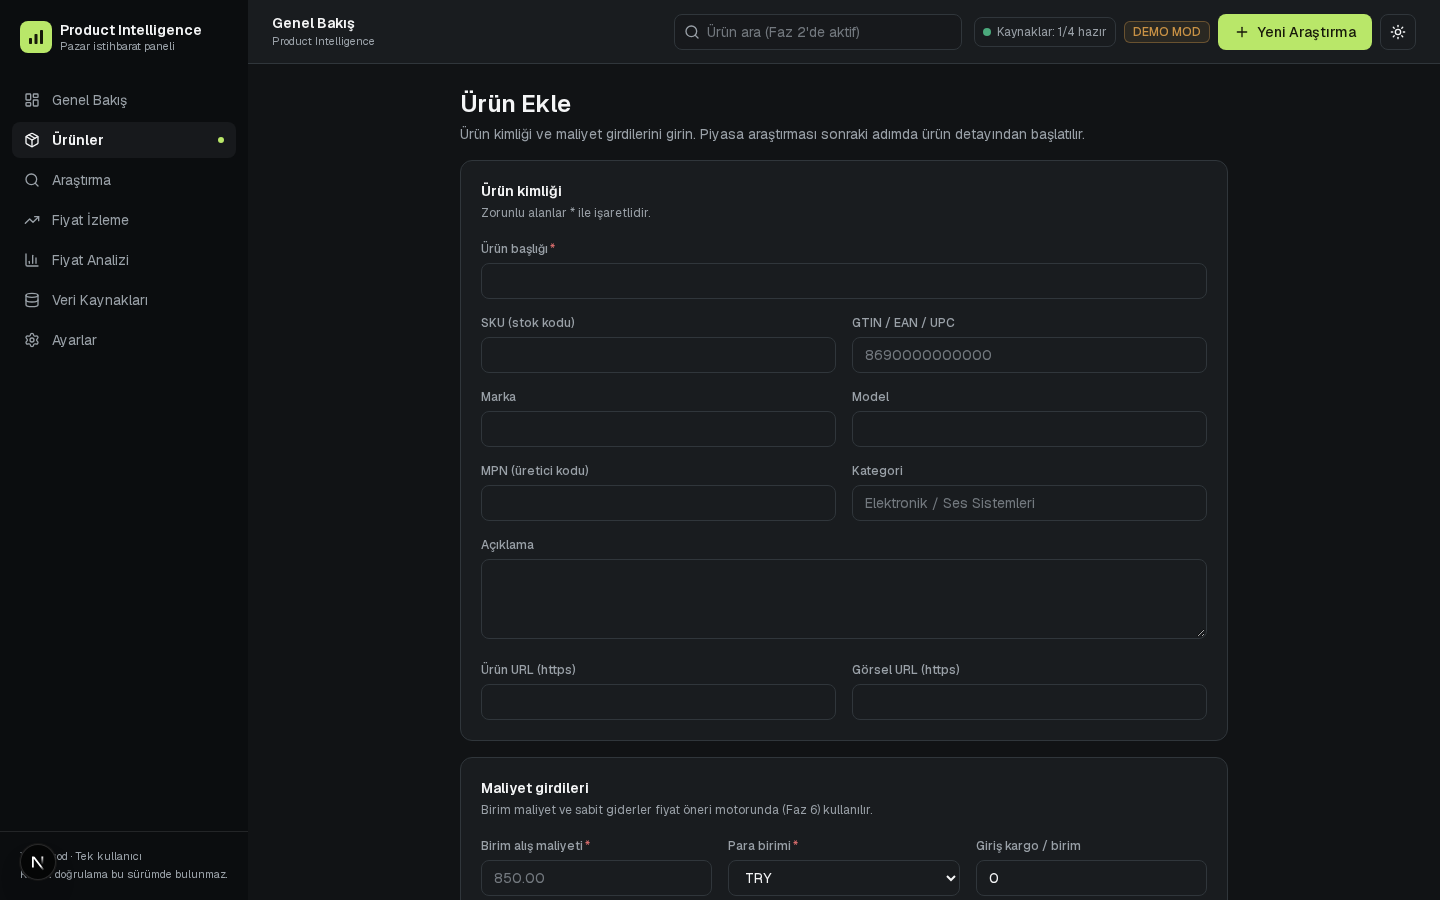 Product Intelligence
Pazar istihbarat paneli
Genel Bakış
Ürünler
Araştırma
Fiyat İzleme
Fiyat Analizi
Veri Kaynakları
Ayarlar
od · Tek kullanıcı
doğrulama bu sürümde bulunmaz.
N
Genel Bakış
Product Intelligence
Ürün ara (Faz 2'de aktif)
Kaynaklar: 1/4 hazır
DEMO MOD
Yeni Araştırma
Ürün Ekle
Ürün kimliği ve maliyet girdilerini girin. Piyasa araştırması sonraki adımda ürün detayından başlatılır.
Ürün kimliği
Zorunlu alanlar * ile işaretlidir.
Ürün başlığı *
SKU (stok kodu)
GTIN / EAN / UPC
8690000000000
Marka
Model
MPN (üretici kodu)
Kategori
Elektronik / Ses Sistemleri
Açıklama
Ürün URL (https)
Görsel URL (https)
Maliyet girdileri
Birim maliyet ve sabit giderler fiyat öneri motorunda (Faz 6) kullanılır.
Birim alış maliyeti *
Para birimi *
Giriş kargo / birim
850.00
TRY
0